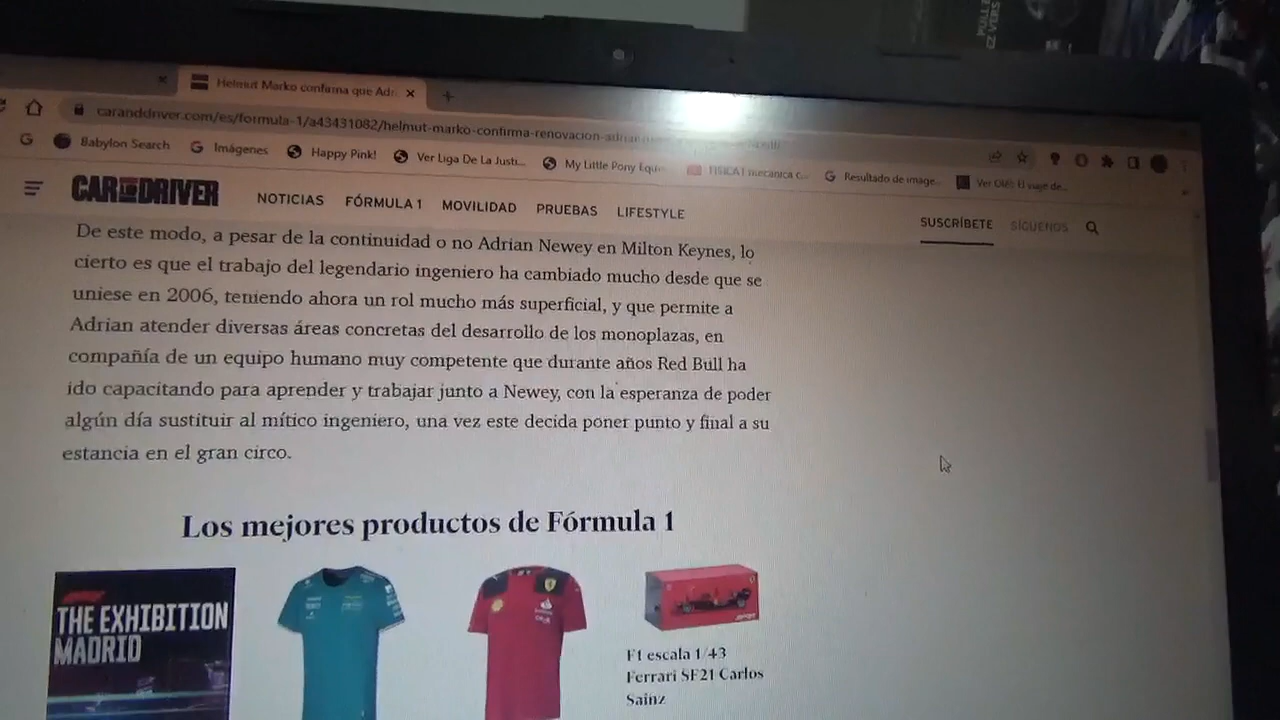 PULL
CZ VERS
Helmut Marko confirma que Adri
caranddriver.com/es/formula-1/a43431082/helmut-marko-confirma-renovacion-adrian
Babylon Search
Imágenes
Happy Pink!
Ver Liga De La Justi...
My Little Pony Eque
FISICA I mecanica c...
Resultado de image...
Ver Olé! El viaje de...
CAR AND DRIVER
NOTICIAS
FÓRMULA 1
MOVILIDAD
PRUEBAS
LIFESTYLE
SUSCRÍBETE
SÍGUENOS
De este modo, a pesar de la continuidad o no Adrian Newey en Milton Keynes, lo
cierto es que el trabajo del legendario ingeniero ha cambiado mucho desde que se
uniese en 2006, teniendo ahora un rol mucho más superficial, y que permite a
Adrian atender diversas áreas concretas del desarrollo de los monoplazas, en
compañía de un equipo humano muy competente que durante años Red Bull ha
ido capacitando para aprender y trabajar junto a Newey, con la esperanza de poder
algún día sustituir al mítico ingeniero, una vez este decida poner punto y final a su
estancia en el gran circo.
Los mejores productos de Fórmula 1
THE EXHIBITION
MADRID
F1 escala 1/43
Ferrari SF21 Carlos
Sainz